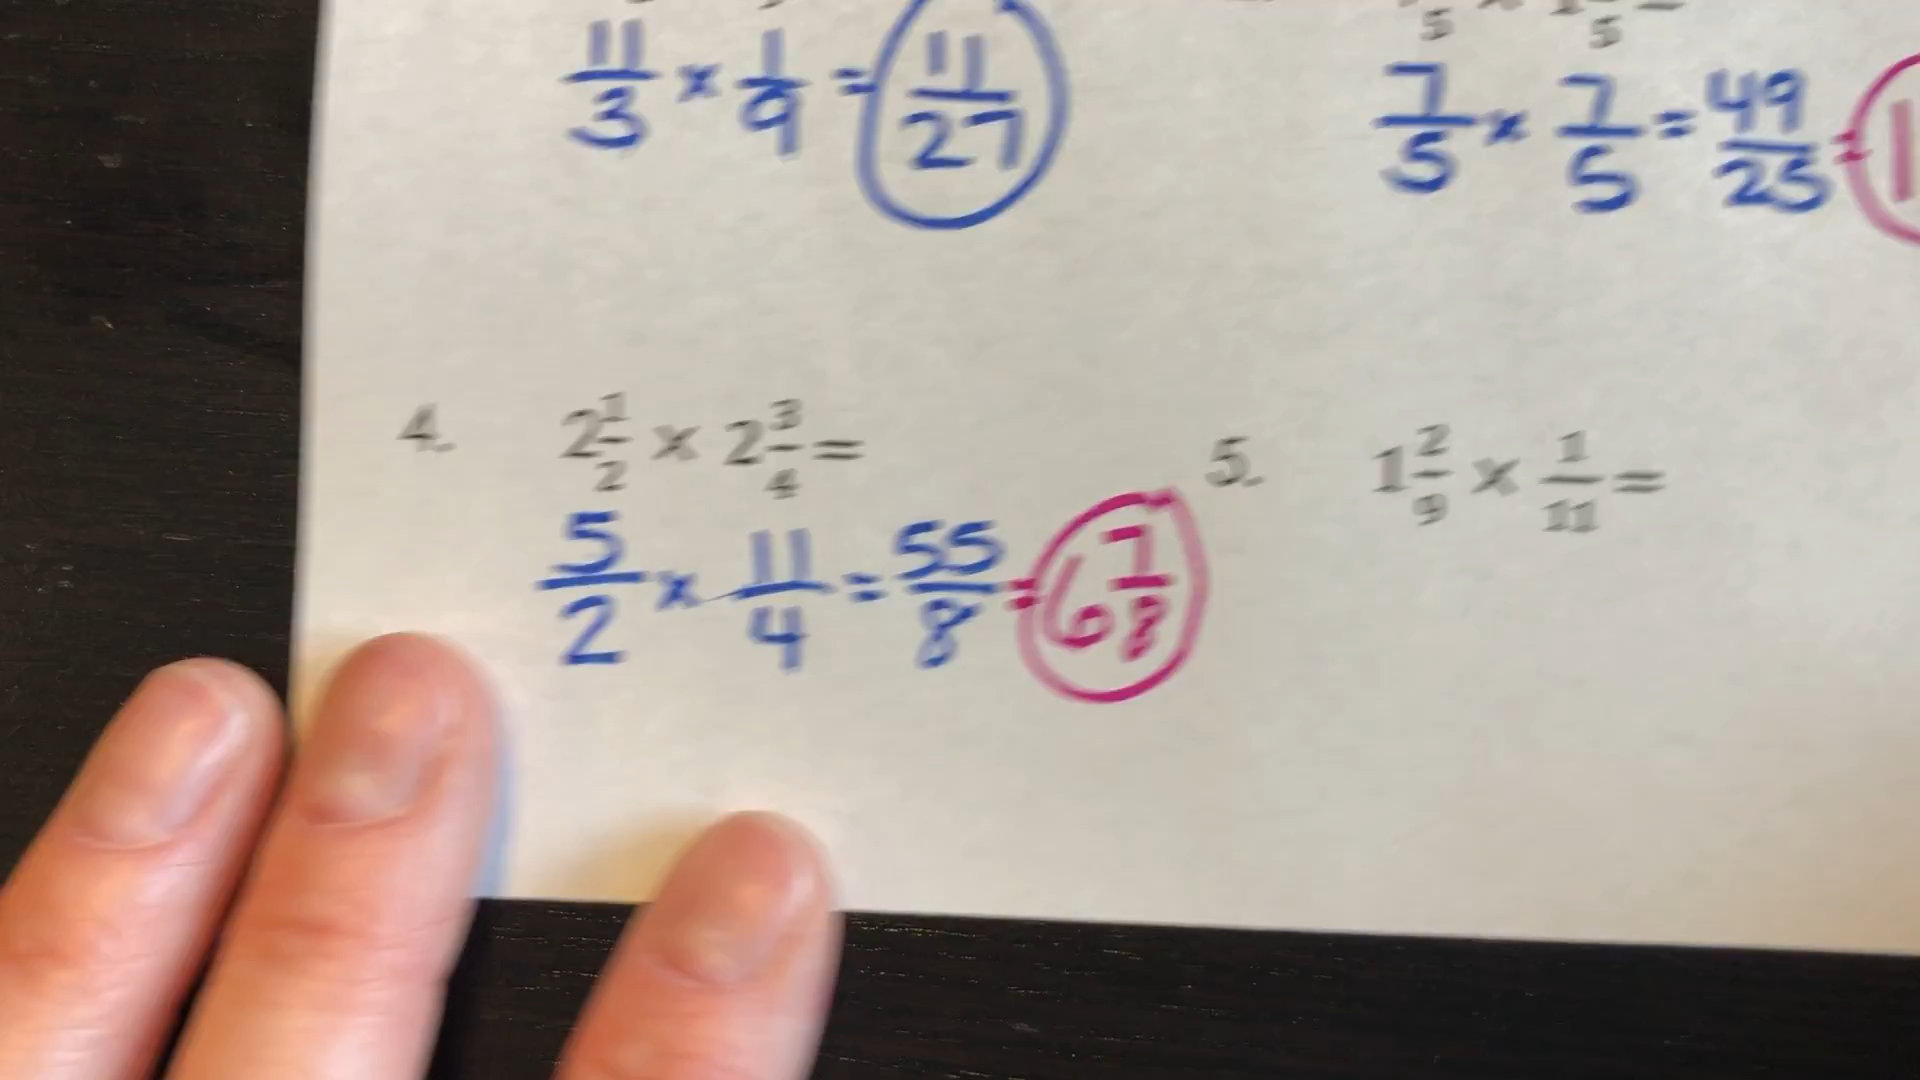 11/3 × 1/9 = 11/27
7/5 × 7/5 = 49/25 =
4. 2 1/2 × 2 3/4 =
5/2 × 11/4 = 55/8 = 6 7/8
5. 1 2/9 × 1/11 =